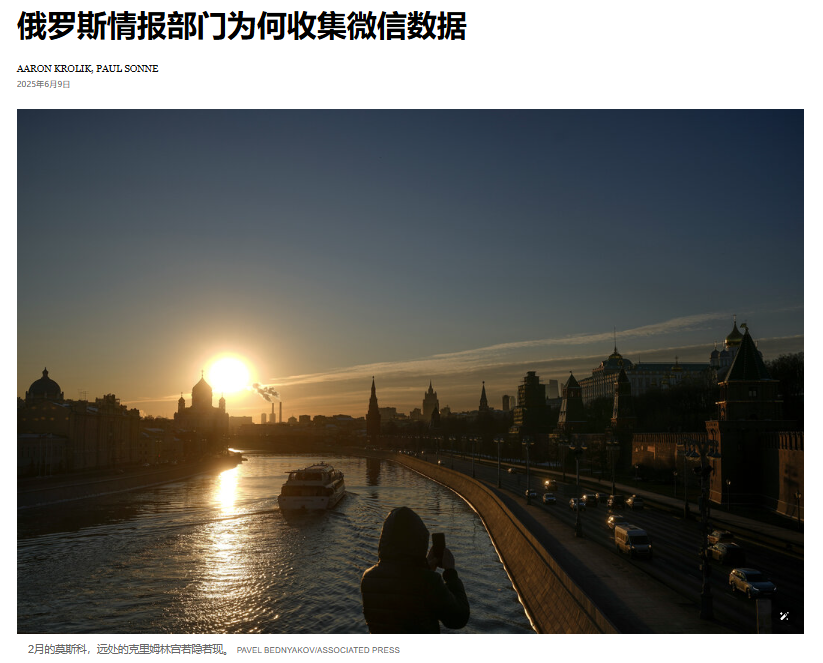 俄罗斯情报部门为何收集微信数据
AARON KROLIK, PAUL SONNE
2025年6月9日
2月的莫斯科，远处的克里姆林宫若隐若现。 PAVEL BEDNYAKOV/ASSOCIATED PRESS